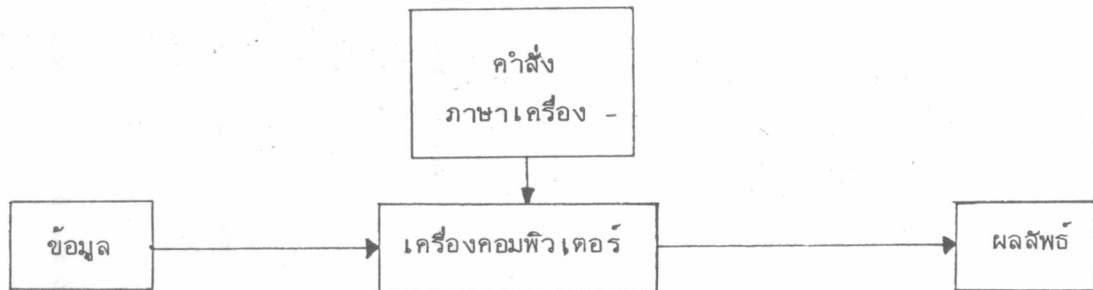 คำสั่ง
ภาษาเครื่อง -
ข้อมูล
เครื่องคอมพิวเตอร์
ผลลัพธ์